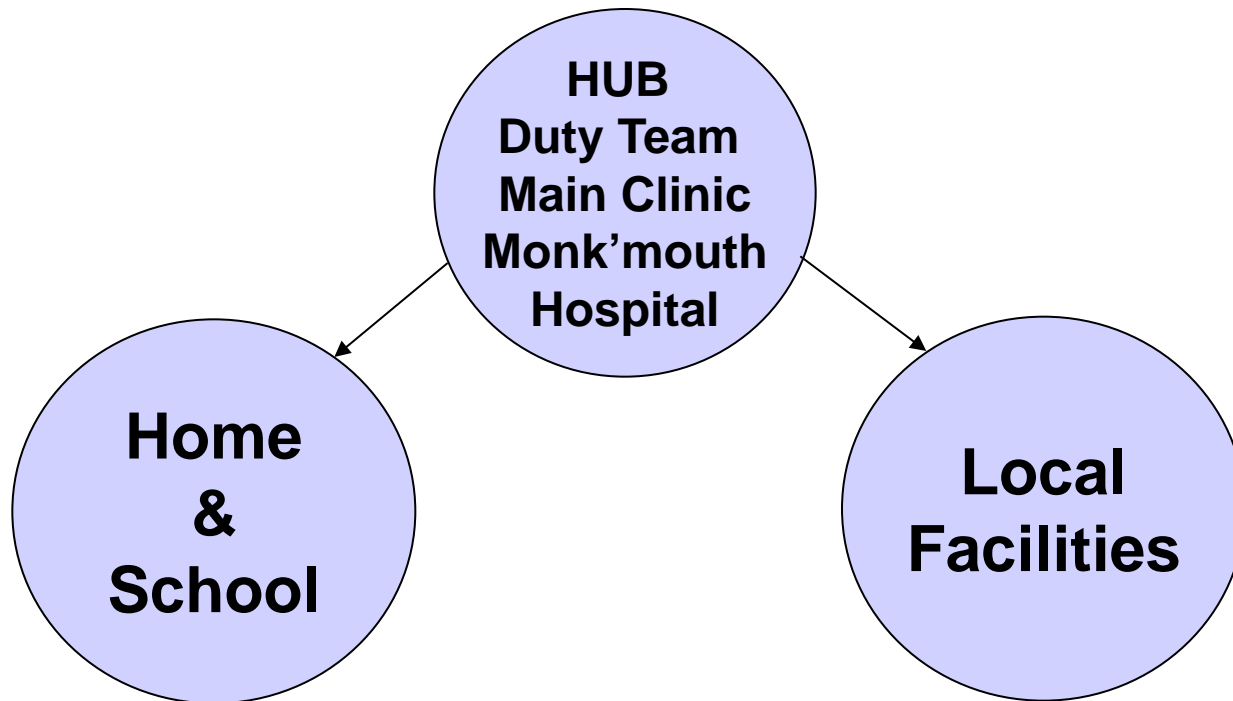 HUB
Duty Team
Main Clinic
Monk’mouth
Hospital
Home
&
School
Local
Facilities